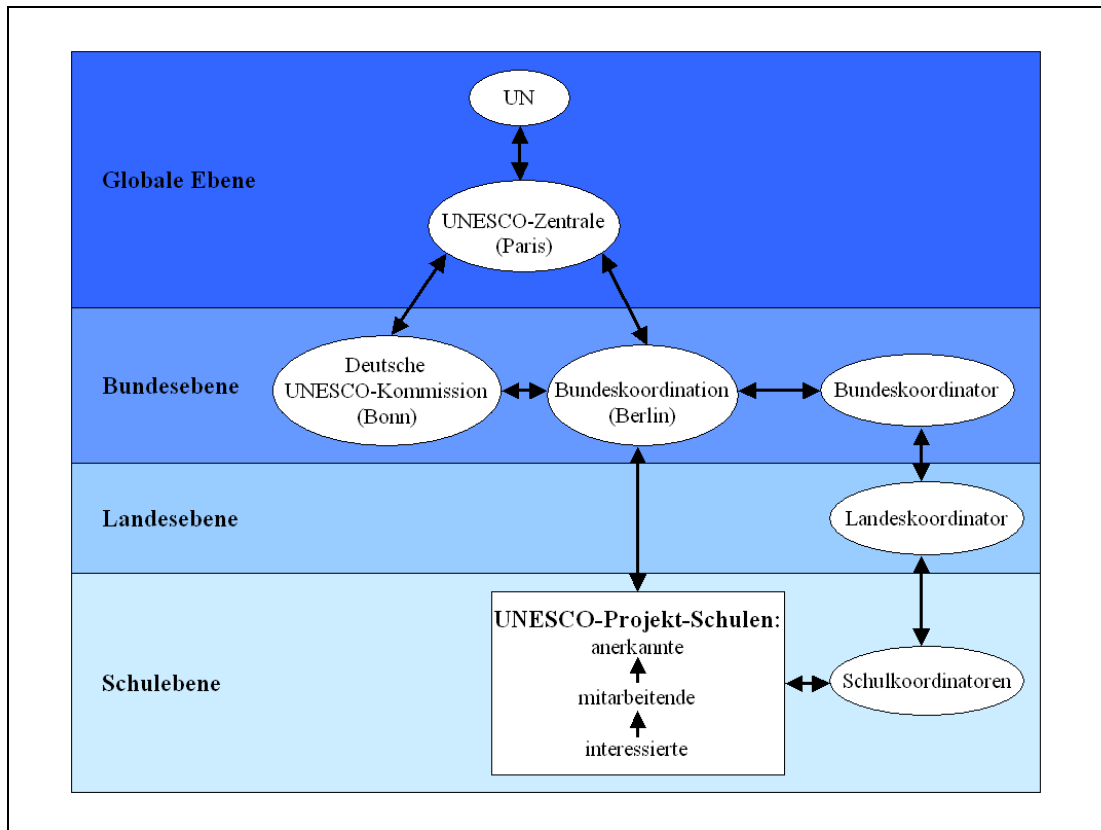 UN
Globale Ebene
UNESCO-Zentrale
(Paris)
Bundesebene
Deutsche
UNESCO-Kommission
(Bonn)
Bundeskoordination
(Berlin)
Bundeskoordinator
Landesebene
Landeskoordinator
Schulebene
UNESCO-Projekt-Schulen:
anerkannte
mitarbeitende
interessierte
Schulkoordinatoren